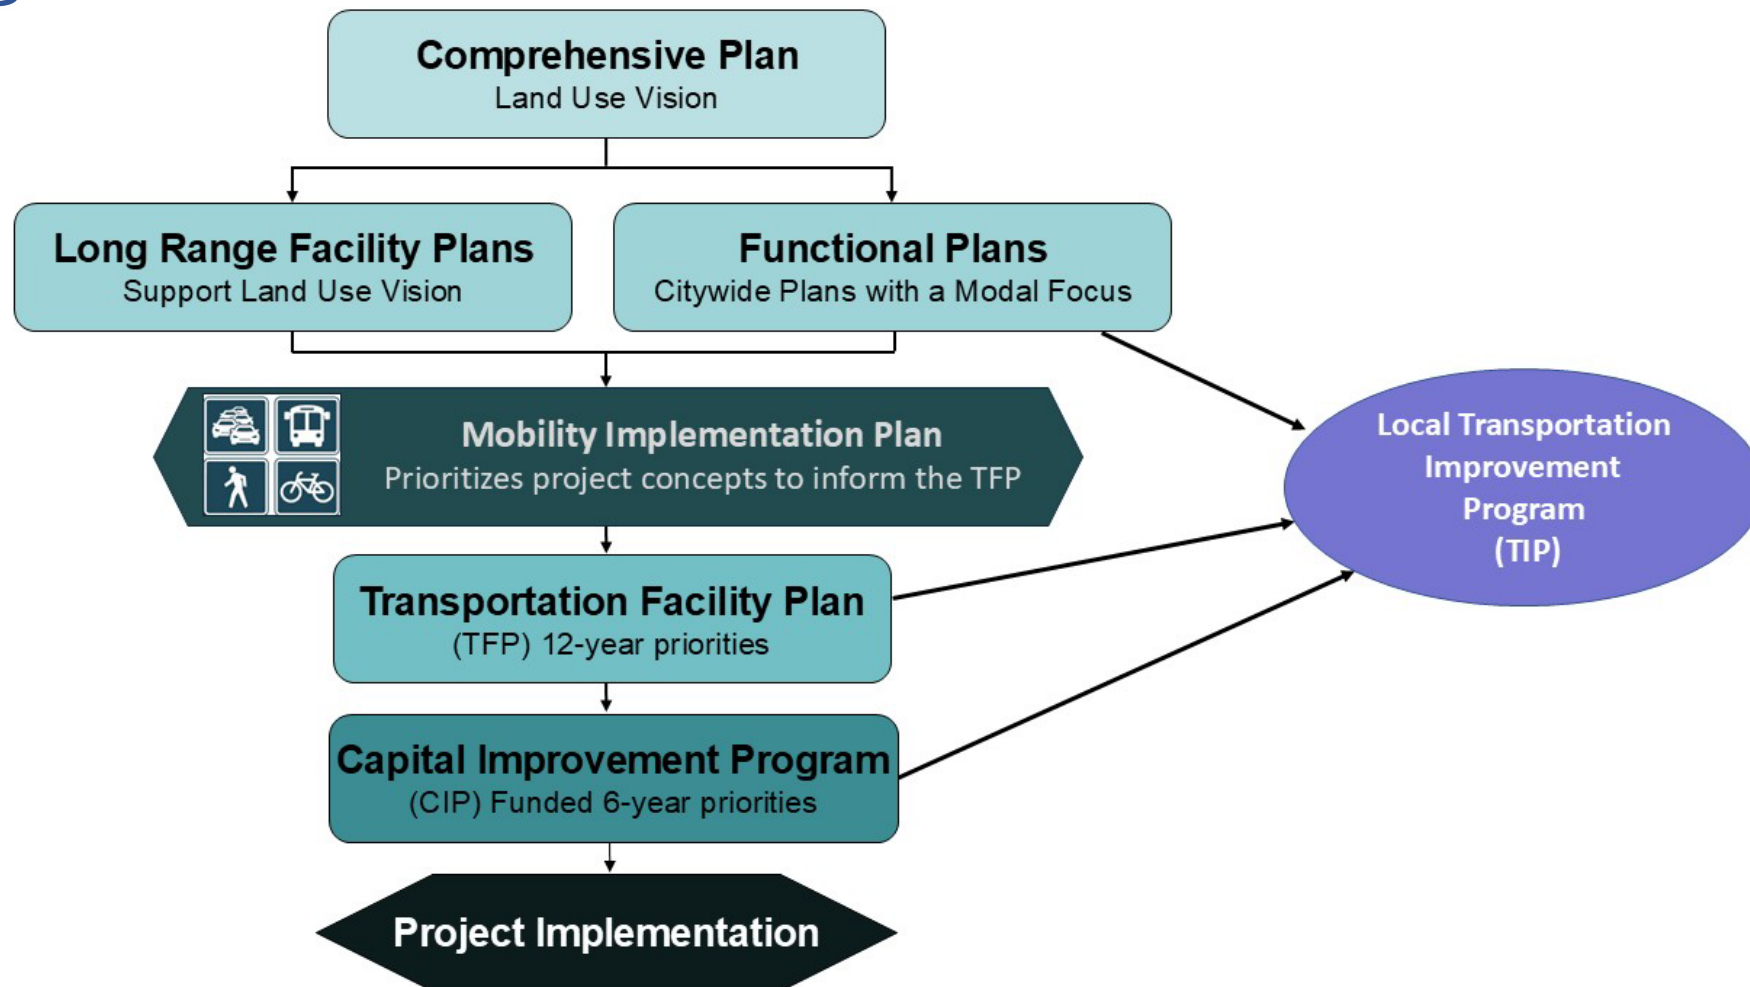 Comprehensive Plan
Land Use Vision
Long Range Facility Plans
Support Land Use Vision
Functional Plans
Citywide Plans with a Modal Focus
Mobility Implementation Plan
Prioritizes project concepts to inform the TFP
Local Transportation
Improvement
Program
(TIP)
Transportation Facility Plan
(TFP) 12-year priorities
Capital Improvement Program
(CIP) Funded 6-year priorities
Project Implementation